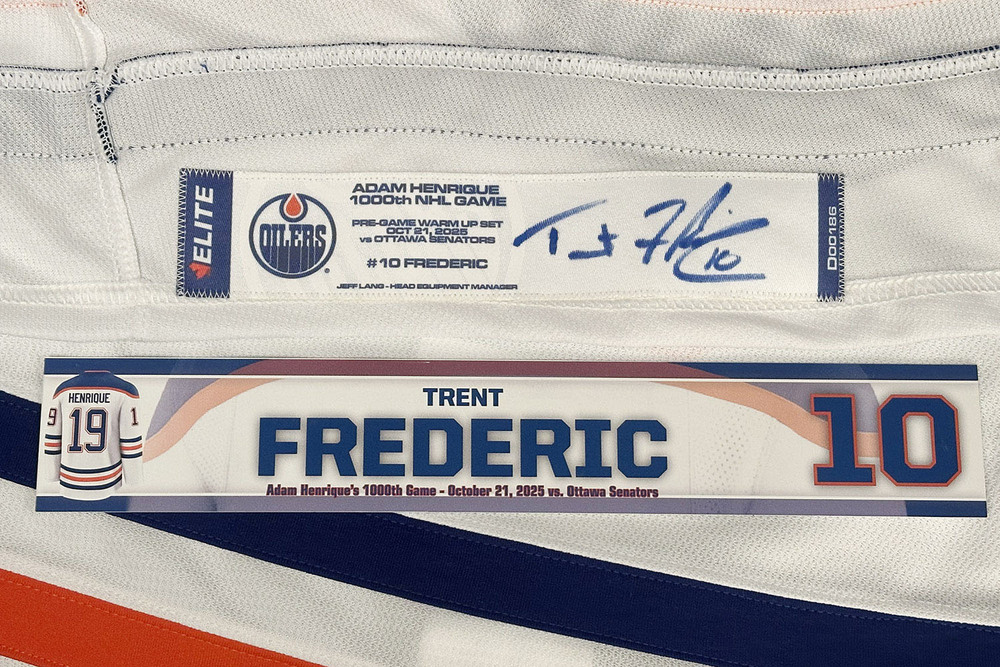 ELITE
OILERS
ADAM HENRIQUE
1000th NHL GAME
PRE-GAME WARM UP SET
OCT 21, 2025
vs OTTAWA SENATORS
#10 FREDERIC
JEFF LANG - HEAD EQUIPMENT MANAGER
10
D00186
HENRIQUE
9 19 1
TRENT
FREDERIC
10
Adam Henrique's 1000th Game - October 21, 2025 vs. Ottawa Senators